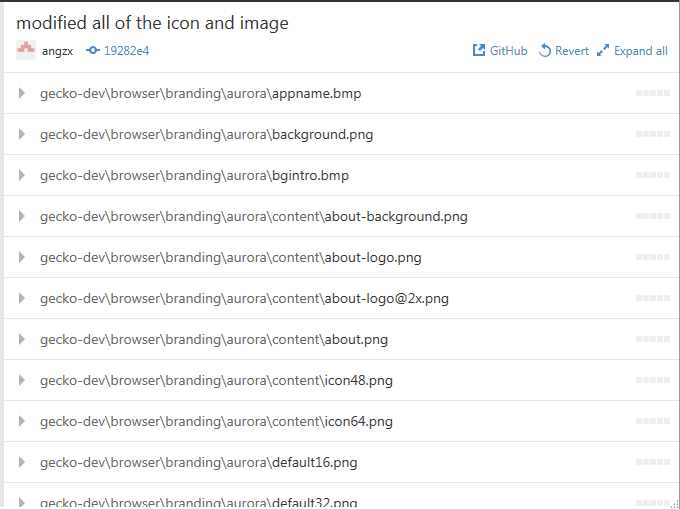 modified all of the icon and image
angzx 19282e4 GitHub Revert Expand all
gecko-dev\browser\branding\aurora\appname.bmp
gecko-dev\browser\branding\aurora\background.png
gecko-dev\browser\branding\aurora\bgintro.bmp
gecko-dev\browser\branding\aurora\content\about-background.png
gecko-dev\browser\branding\aurora\content\about-logo.png
gecko-dev\browser\branding\aurora\content\about-logo@2x.png
gecko-dev\browser\branding\aurora\content\about.png
gecko-dev\browser\branding\aurora\content\icon48.png
gecko-dev\browser\branding\aurora\content\icon64.png
gecko-dev\browser\branding\aurora\default16.png
gecko-dev\browser\branding\aurora\default32.png